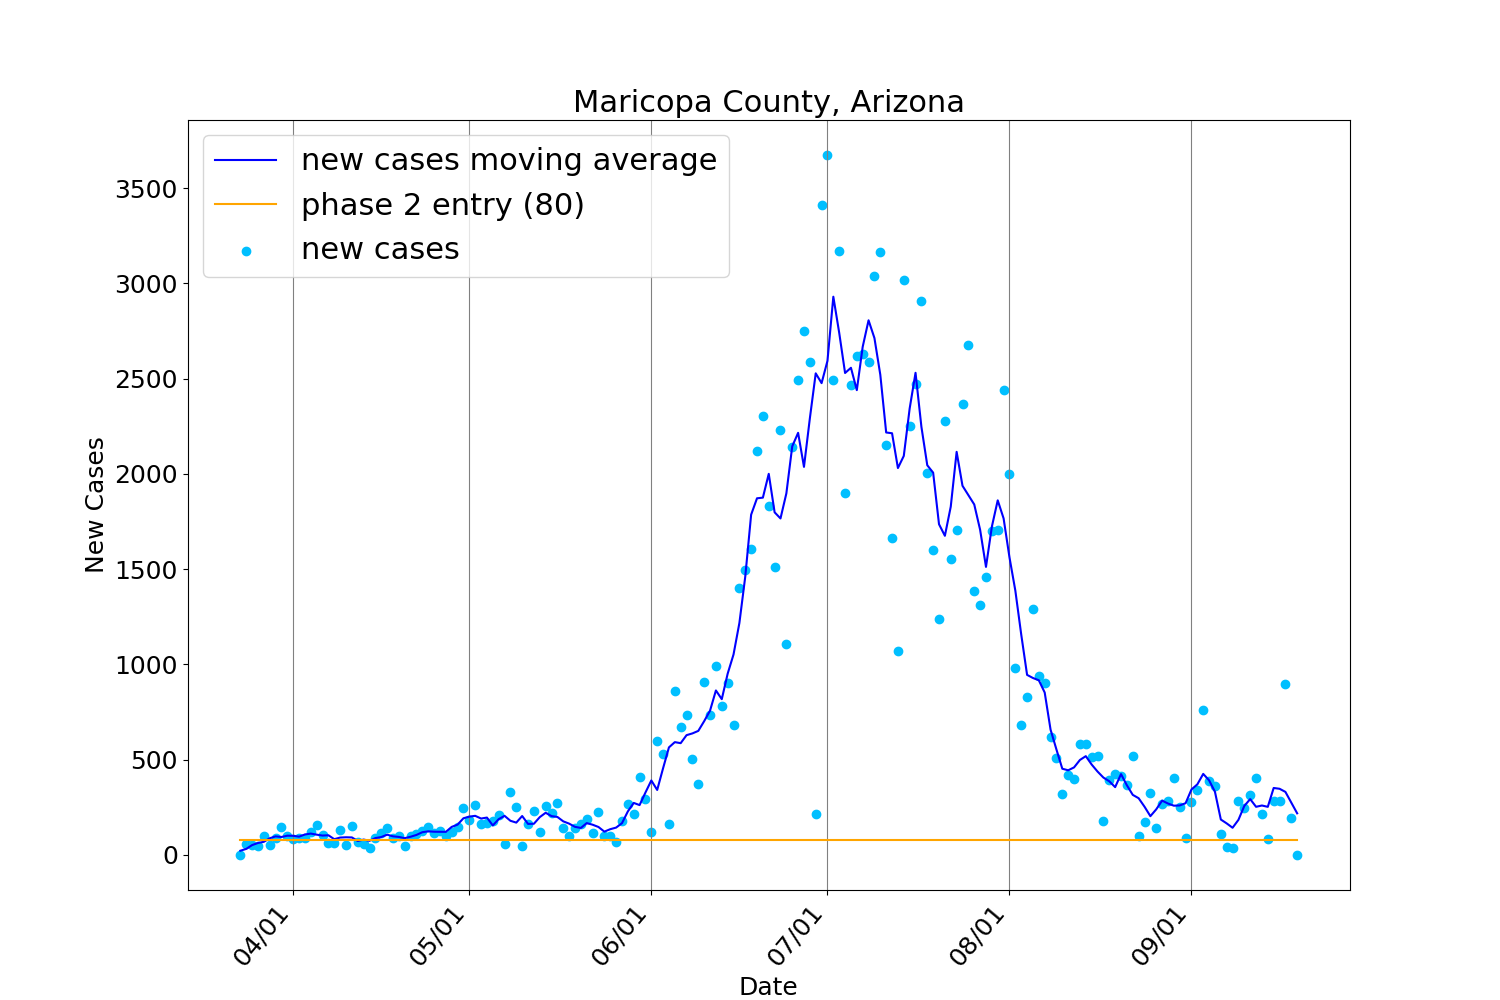 Maricopa County, Arizona
new cases moving average
phase 2 entry (80)
new cases
3500
3000
2500
2000
1500
1000
500
0
New Cases
04/01
05/01
06/01
07/01
08/01
09/01
Date